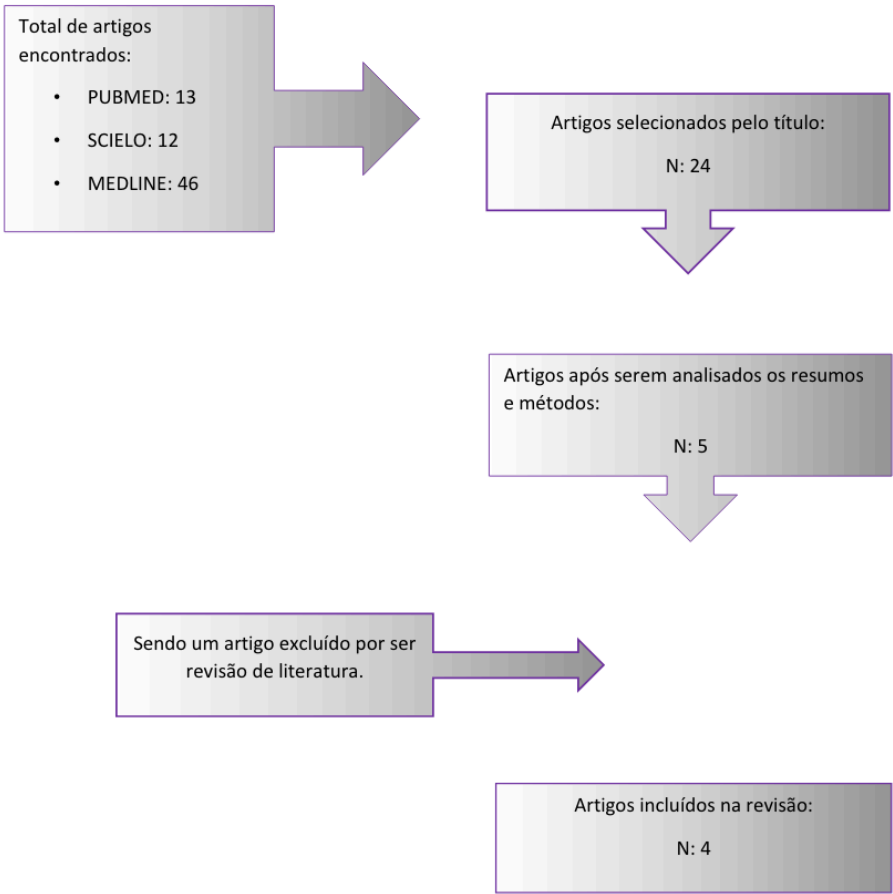 Total de artigos
encontrados:
• PUBMED: 13
• SCIELO: 12
• MEDLINE: 46
Artigos selecionados pelo título:
N: 24
Artigos após serem analisados os resumos
e métodos:
N: 5
Sendo um artigo excluído por ser
revisão de literatura.
Artigos incluídos na revisão:
N: 4